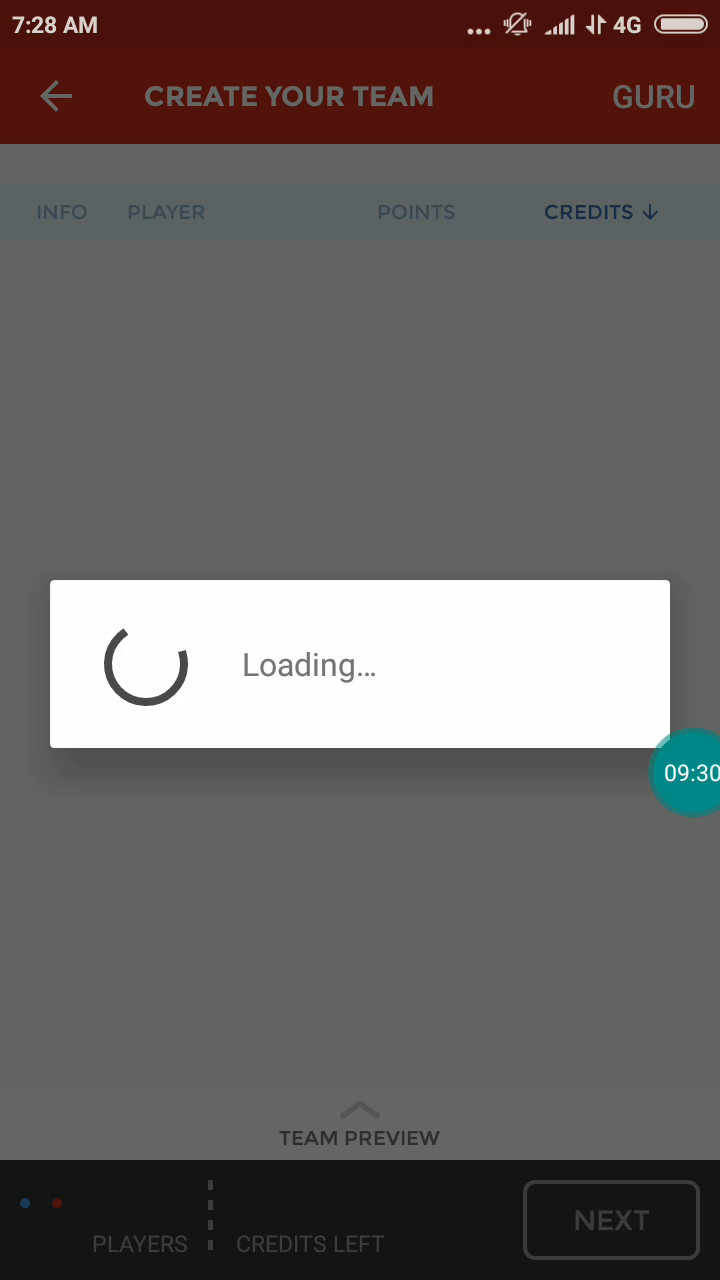 7:28 AM ... 4G
CREATE YOUR TEAM GURU
INFO PLAYER POINTS CREDITS ↓
Loading...
09:30
TEAM PREVIEW
PLAYERS CREDITS LEFT NEXT